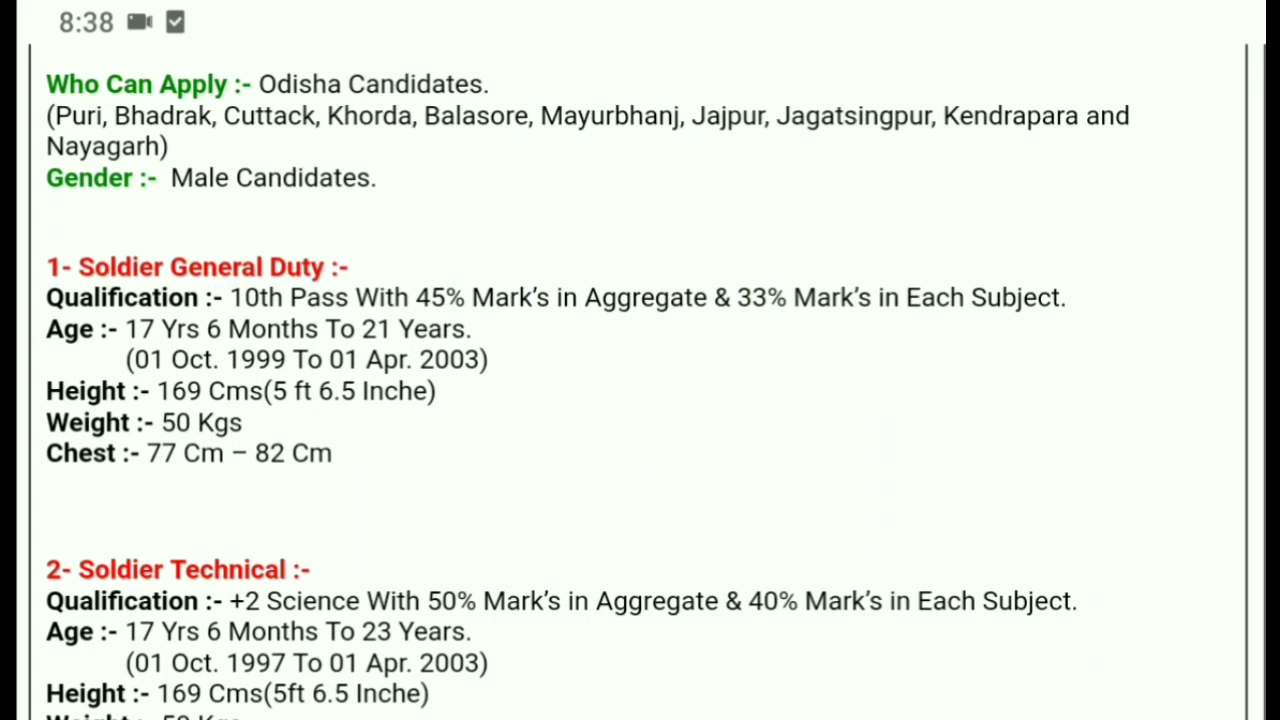 8:38
Who Can Apply :- Odisha Candidates.
(Puri, Bhadrak, Cuttack, Khorda, Balasore, Mayurbhanj, Jajpur, Jagatsingpur, Kendrapara and
Nayagarh)
Gender :- Male Candidates.
1- Soldier General Duty :-
Qualification :- 10th Pass With 45% Mark's in Aggregate & 33% Mark's in Each Subject.
Age :- 17 Yrs 6 Months To 21 Years.
(01 Oct. 1999 To 01 Apr. 2003)
Height :- 169 Cms(5 ft 6.5 Inche)
Weight :- 50 Kgs
Chest :- 77 Cm – 82 Cm
2- Soldier Technical :-
Qualification :- +2 Science With 50% Mark's in Aggregate & 40% Mark's in Each Subject.
Age :- 17 Yrs 6 Months To 23 Years.
(01 Oct. 1997 To 01 Apr. 2003)
Height :- 169 Cms(5ft 6.5 Inche)